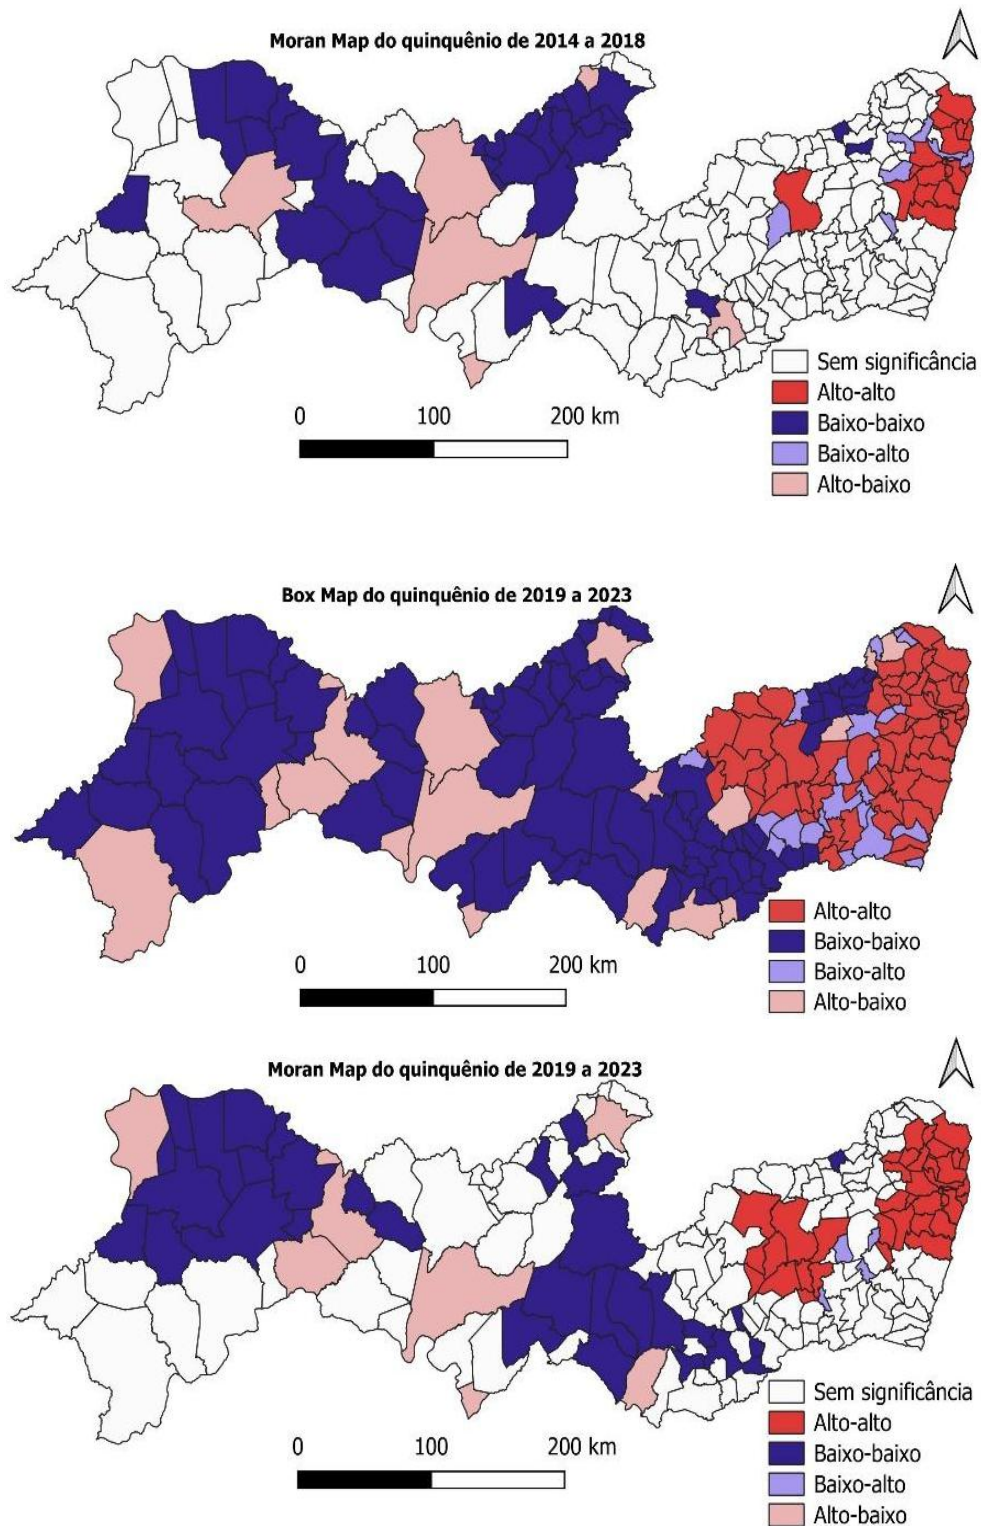 Moran Map do quinquênio de 2014 a 2018
Sem significância
Alto-alto
Baixo-baixo
Baixo-alto
Alto-baixo
0 100 200 km
Box Map do quinquênio de 2019 a 2023
Alto-alto
Baixo-baixo
Baixo-alto
Alto-baixo
0 100 200 km
Moran Map do quinquênio de 2019 a 2023
Sem significância
Alto-alto
Baixo-baixo
Baixo-alto
Alto-baixo
0 100 200 km